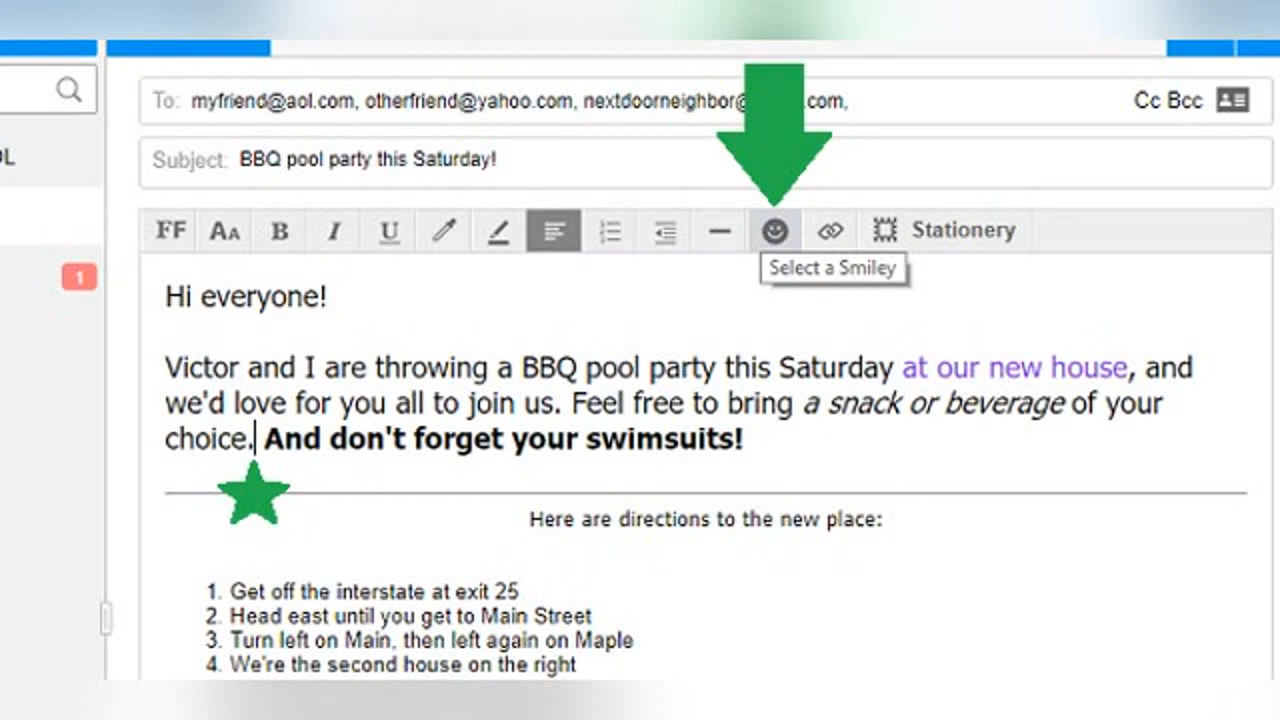 To: myfriend@aol.com, otherfriend@yahoo.com, nextdoorneighbor@ .com,
Cc Bcc
OL
Subject: BBQ pool party this Saturday!
FF AA B I U Stationery
Select a Smiley
1
Hi everyone!
Victor and I are throwing a BBQ pool party this Saturday at our new house, and
we'd love for you all to join us. Feel free to bring a snack or beverage of your
choice. And don't forget your swimsuits!
Here are directions to the new place:
1. Get off the interstate at exit 25
2. Head east until you get to Main Street
3. Turn left on Main, then left again on Maple
4. We're the second house on the right